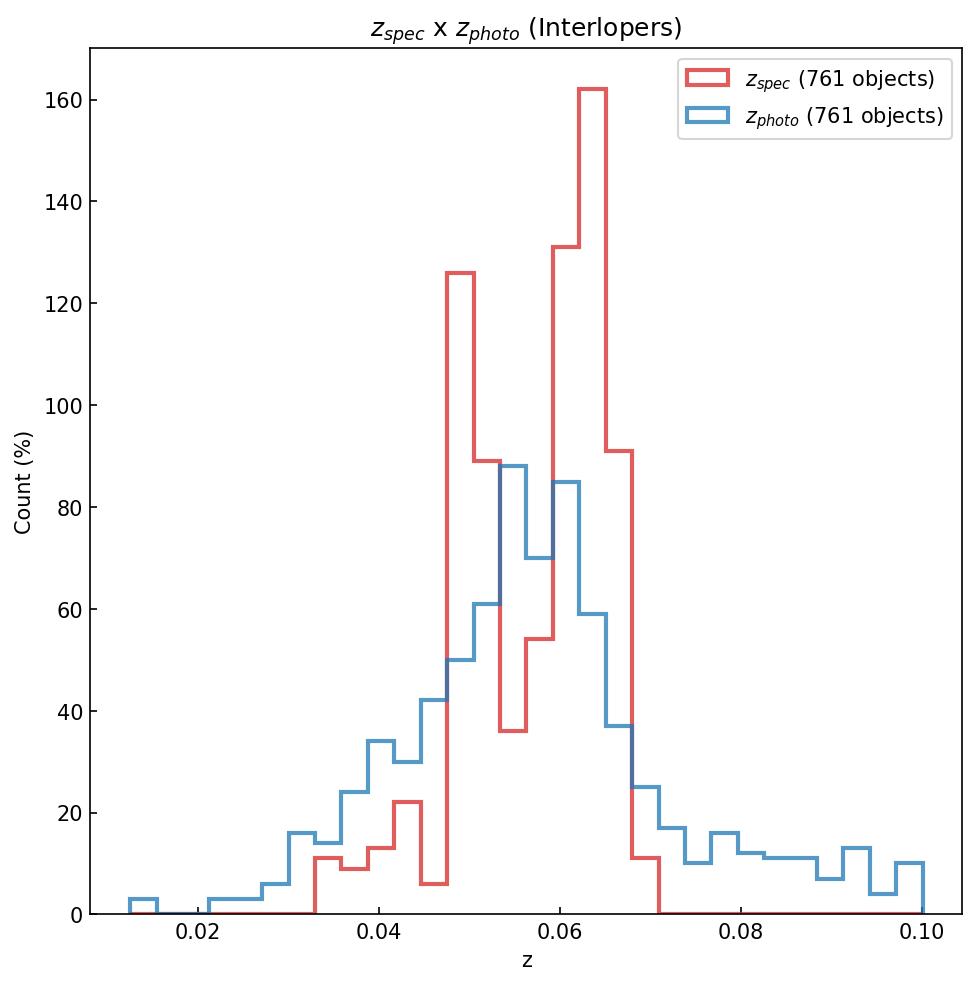 z_spec x z_photo (Interlopers)
z_spec (761 objects)
z_photo (761 objects)
Count (%)
160
140
120
100
80
60
40
20
0
0.02 0.04 0.06 0.08 0.10
z